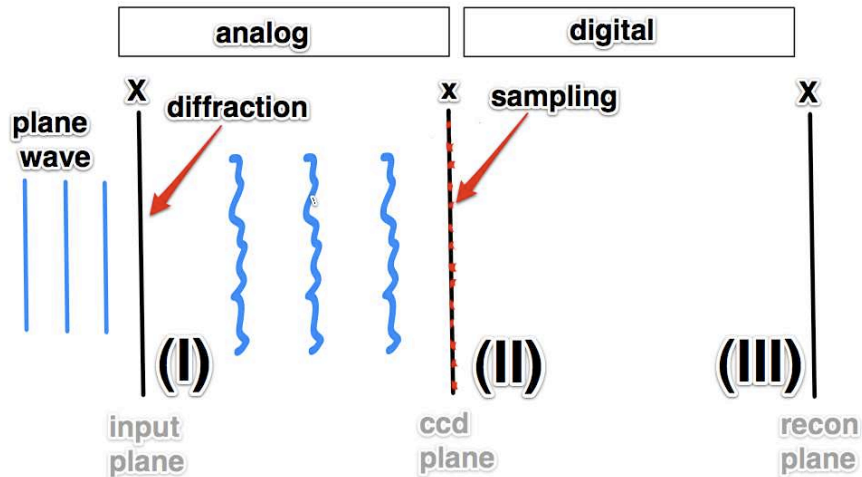 analog
digital
X
x
X
diffraction
sampling
plane
wave
(I)
(II)
(III)
input
plane
ccd
plane
recon
plane